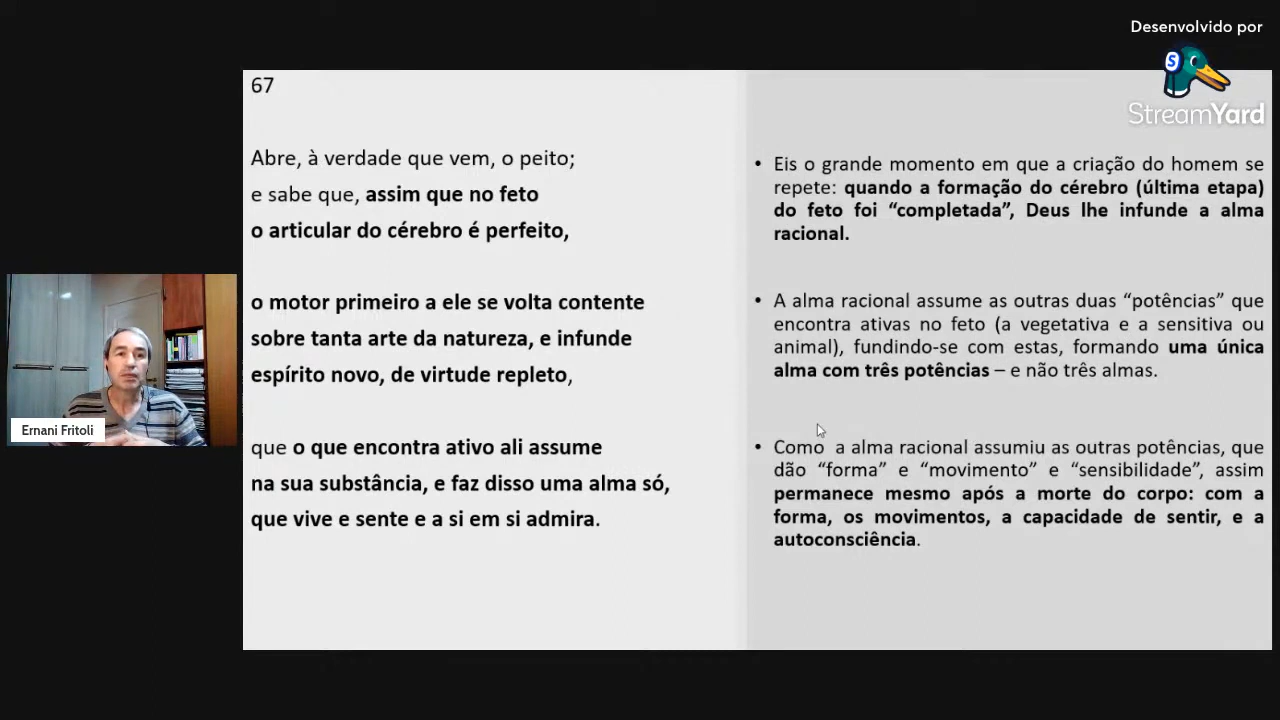 Desenvolvido por
StreamYard
67
Abre, à verdade que vem, o peito;
e sabe que, assim que no feto
o articular do cérebro é perfeito,
o motor primeiro a ele se volta contente
sobre tanta arte da natureza, e infunde
espírito novo, de virtude repleto,
que o que encontra ativo ali assume
na sua substância, e faz disso uma alma só,
que vive e sente e a si em si admira.
• Eis o grande momento em que a criação do homem se
repete: quando a formação do cérebro (última etapa)
do feto foi “completada”, Deus lhe infunde a alma
racional.
• A alma racional assume as outras duas “potências” que
encontra ativas no feto (a vegetativa e a sensitiva ou
animal), fundindo-se com estas, formando uma única
alma com três potências – e não três almas.
• Como a alma racional assumiu as outras potências, que
dão “forma” e “movimento” e “sensibilidade”, assim
permanece mesmo após a morte do corpo: com a
forma, os movimentos, a capacidade de sentir, e a
autoconsciência.
Ernani Fritoli